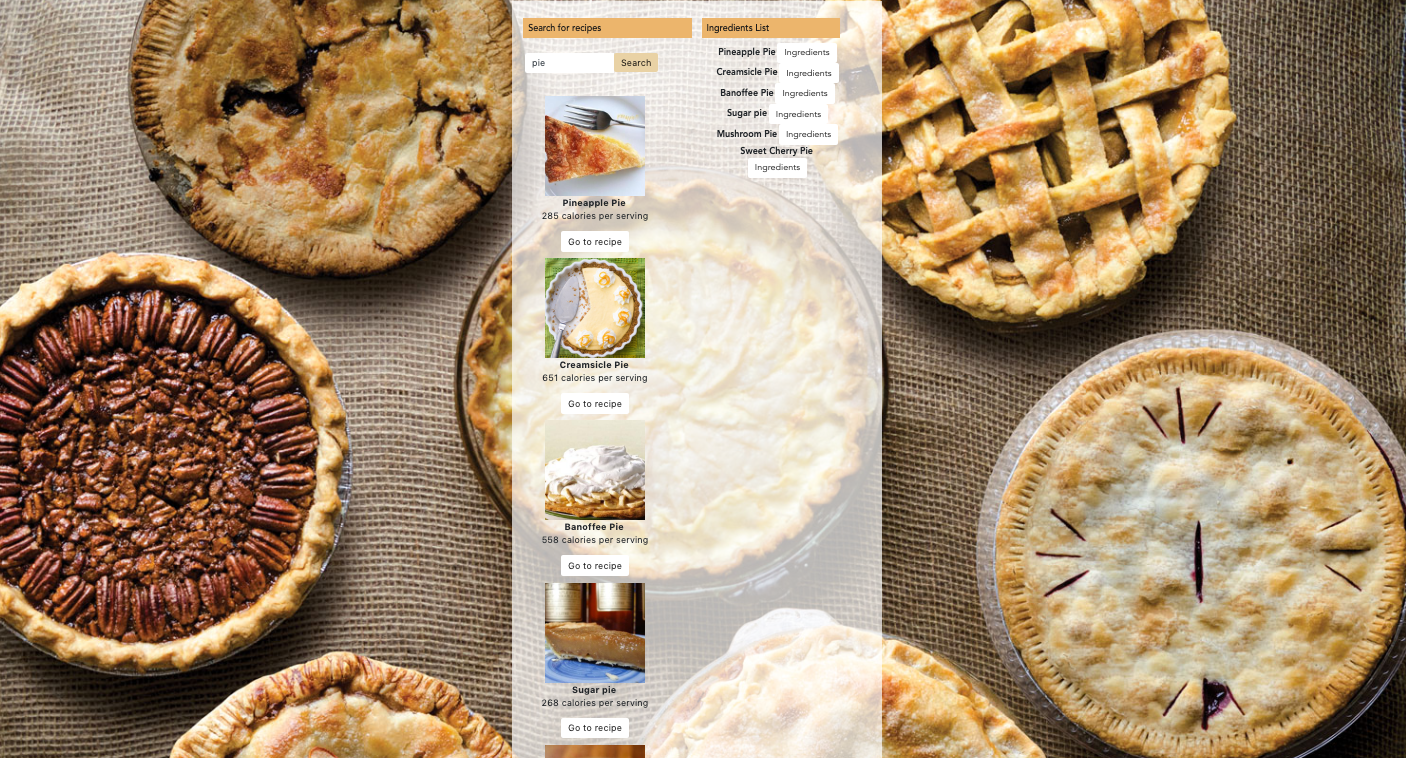 Search for recipes
pie
Search
Pineapple Pie
285 calories per serving
Go to recipe
Creamsicle Pie
651 calories per serving
Go to recipe
Banoffee Pie
558 calories per serving
Go to recipe
Sugar pie
268 calories per serving
Go to recipe
Ingredients List
Pineapple Pie Ingredients
Creamsicle Pie Ingredients
Banoffee Pie Ingredients
Sugar pie Ingredients
Mushroom Pie Ingredients
Sweet Cherry Pie
Ingredients